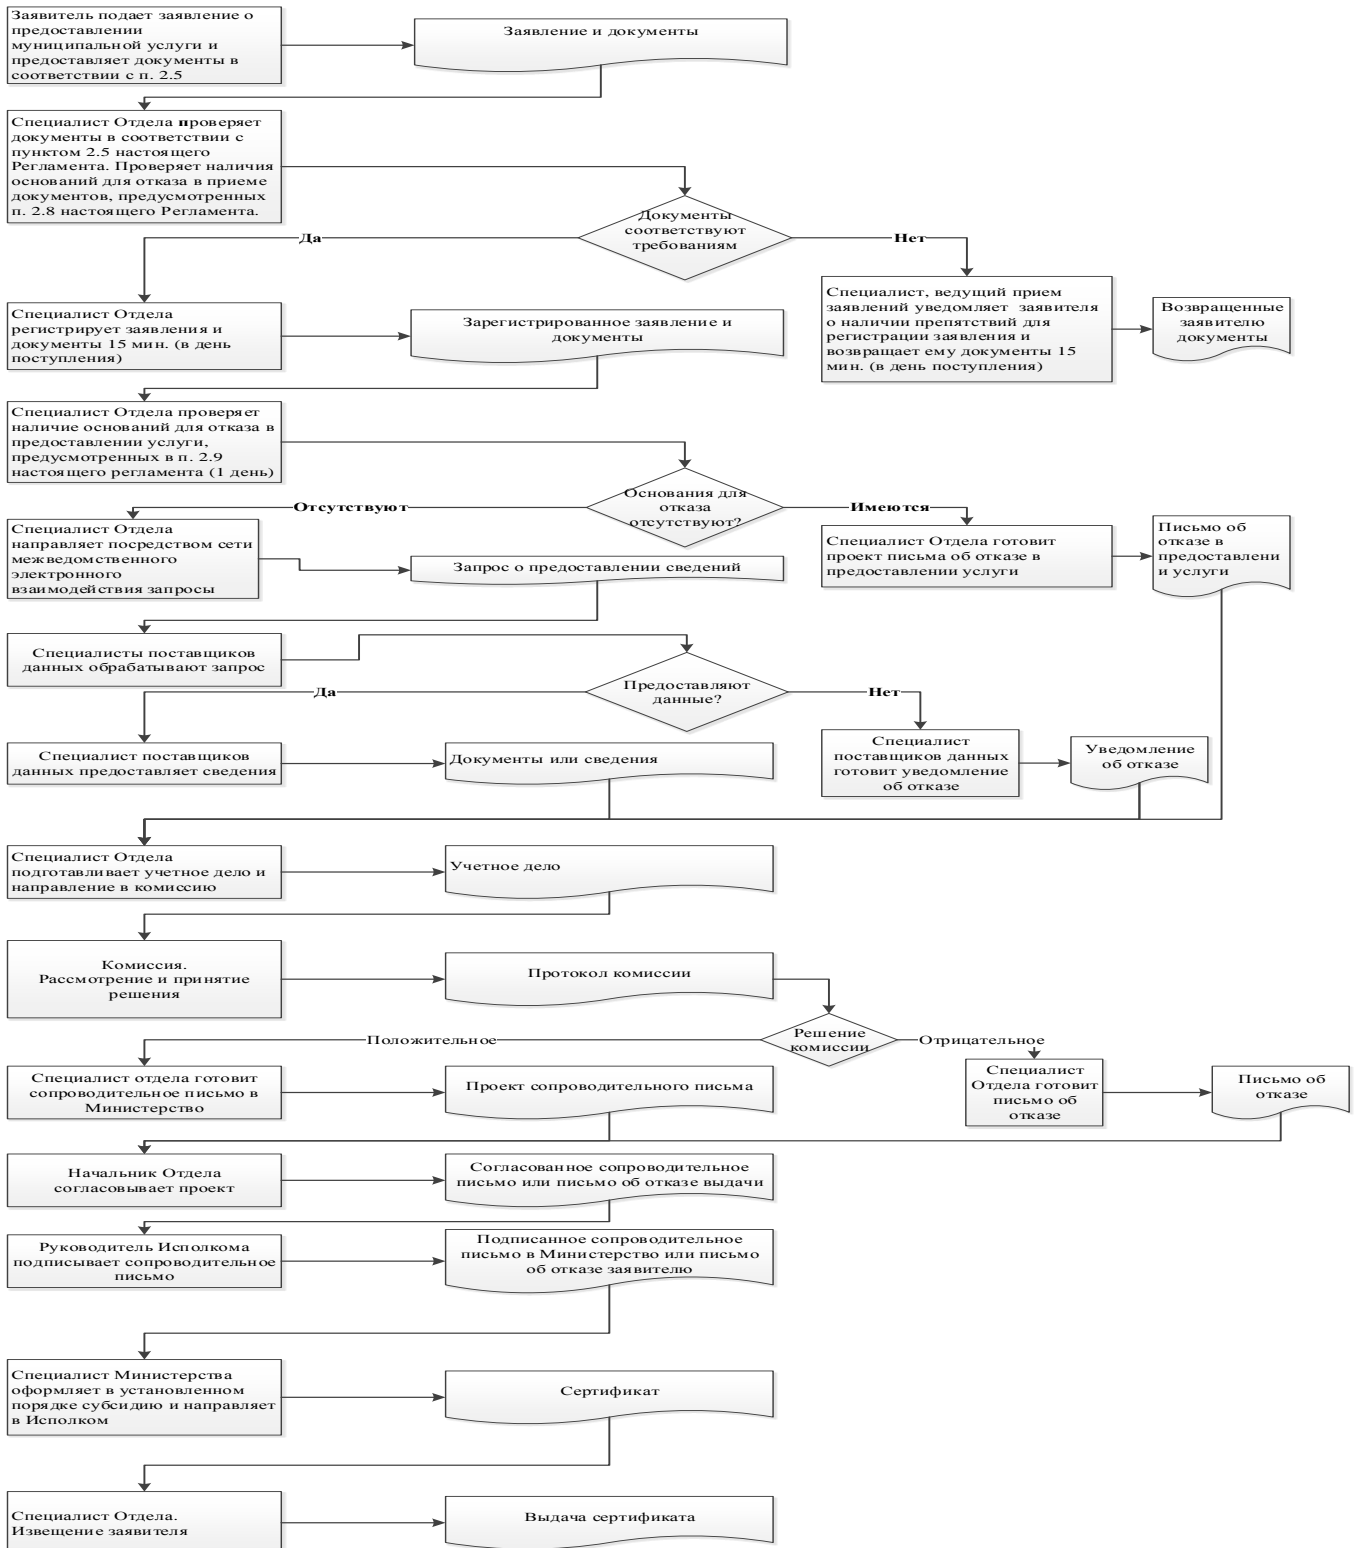 Заявитель подает заявление о
предоставлении
муниципальной услуги и
предоставляет документы в
соответствии с п. 2.5
Заявление и документы
Специалист Отдела проверяет
документы в соответствии с
пунктом 2.5 настоящего
Регламента. Проверяет наличия
оснований для отказа в приеме
документов, предусмотренных
п. 2.8 настоящего Регламента.
Документы
соответствуют
требованиям
Да
Нет
Специалист Отдела
регистрирует заявления и
документы 15 мин. (в день
поступления)
Зарегистрированное заявление и
документы
Специалист, ведущий прием
заявлений уведомляет заявителя
о наличии препятствий для
регистрации заявления и
возвращает ему документы 15
мин. (в день поступления)
Возвращенные
заявителю
документы
Специалист Отдела проверяет
наличие оснований для отказа в
предоставлении услуги,
предусмотренных в п. 2.9
настоящего регламента (1 день)
Основания для
отказа
отсутствуют?
Отсутствуют
Имеются
Специалист Отдела
направляет посредством сети
межведомственного
электронного
взаимодействия запросы
Запрос о предоставлении сведений
Специалист Отдела готовит
проект письма об отказе в
предоставлении услуги
Письмо об
отказе в
предоставлени
и услуги
Специалисты поставщиков
данных обрабатывают запрос
Предоставляют
данные?
Да
Нет
Специалист поставщиков
данных предоставляет сведения
Документы или сведения
Специалист
поставщиков данных
готовит уведомление
об отказе
Уведомление
об отказе
Специалист Отдела
подготавливает учетное дело и
направление в комиссию
Учетное дело
Комиссия.
Рассмотрение и принятие
решения
Протокол комиссии
Решение
комиссии
Положительное
Отрицательное
Специалист отдела готовит
сопроводительное письмо в
Министерство
Проект сопроводительного письма
Специалист
Отдела готовит
письмо об
отказе
Письмо об
отказе
Начальник Отдела
согласовывает проект
Согласованное сопроводительное
письмо или письмо об отказе выдачи
Руководитель Исполкома
подписывает сопроводительное
письмо
Подписанное сопроводительное
письмо в Министерство или письмо
об отказе заявителю
Специалист Министерства
оформляет в установленном
порядке субсидию и направляет
в Исполком
Сертификат
Специалист Отдела.
Извещение заявителя
Выдача сертификата